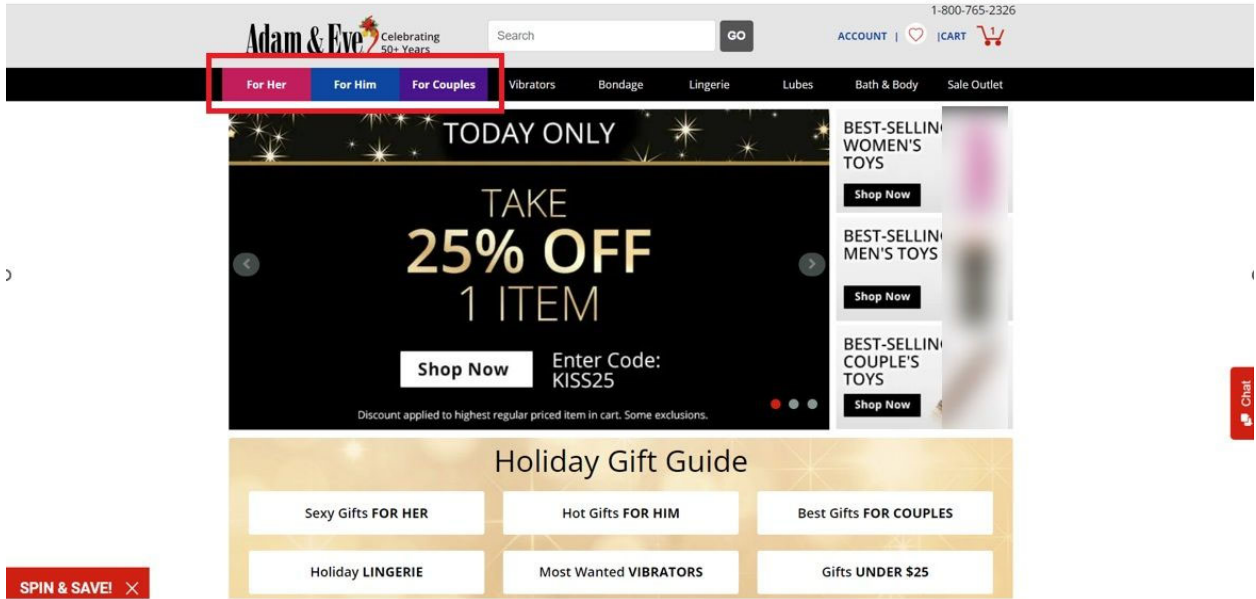 1-800-765-2326
Adam & Eve
Celebrating
50+ Years
Search
GO
ACCOUNT |
|CART
1
For Her
For Him
For Couples
Vibrators
Bondage
Lingerie
Lubes
Bath & Body
Sale Outlet
TODAY ONLY
TAKE
25% OFF
1 ITEM
Shop Now
Enter Code:
KISS25
Discount applied to highest regular priced item in cart. Some exclusions.
BEST-SELLIN
WOMEN'S
TOYS
Shop Now
BEST-SELLIN
MEN'S TOYS
Shop Now
BEST-SELLIN
COUPLE'S
TOYS
Shop Now
Chat
Holiday Gift Guide
Sexy Gifts FOR HER
Hot Gifts FOR HIM
Best Gifts FOR COUPLES
Holiday LINGERIE
Most Wanted VIBRATORS
Gifts UNDER $25
SPIN & SAVE! ×